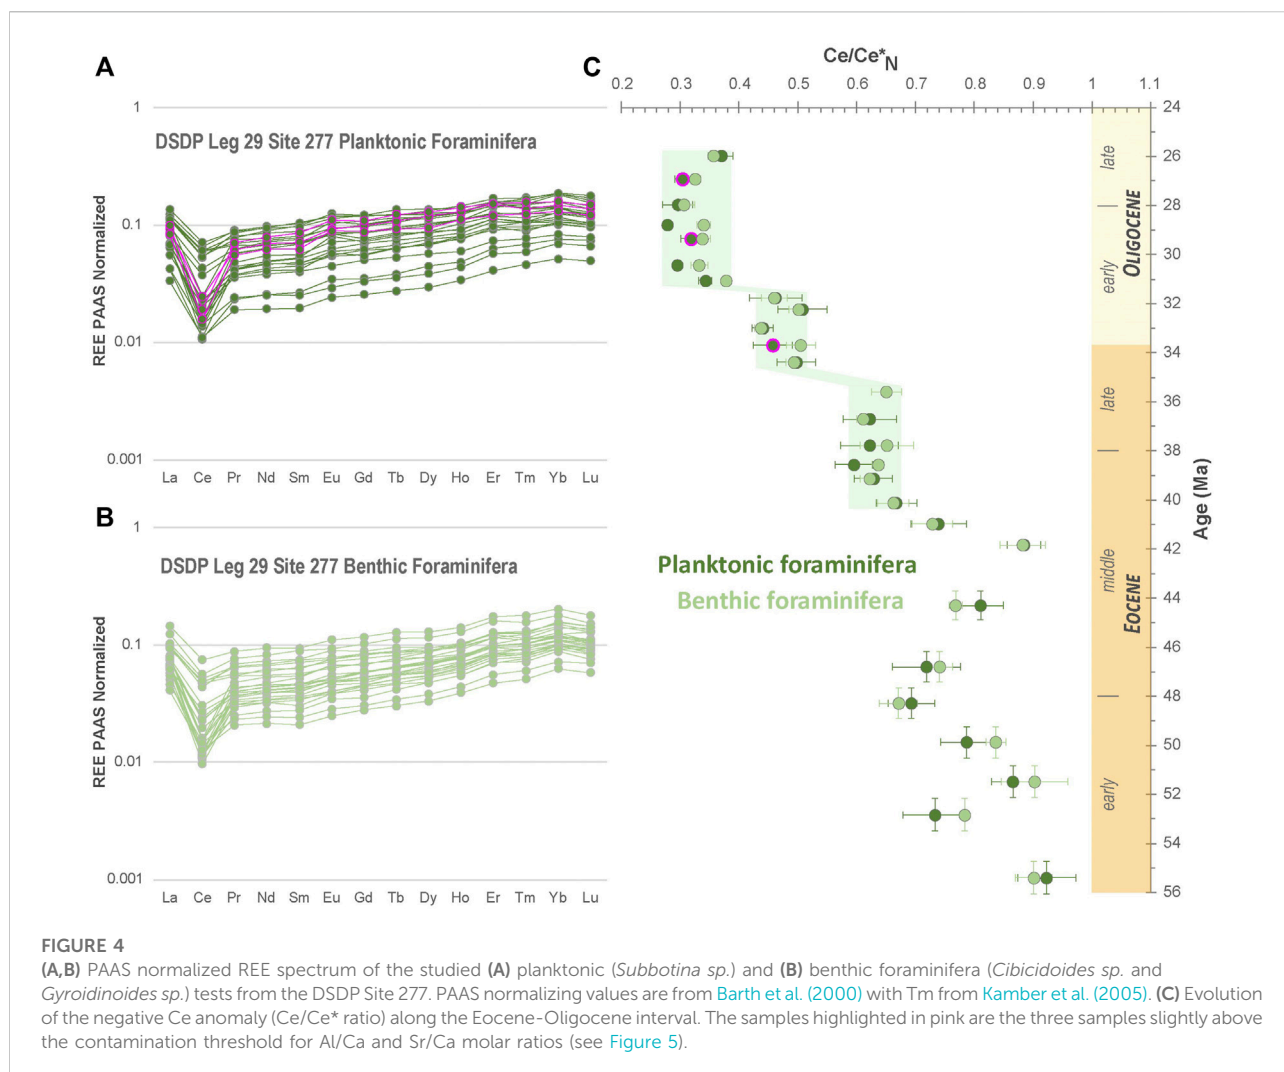 A
1
DSDP Leg 29 Site 277 Planktonic Foraminifera
0.1
0.01
0.001
REE PAAS Normalized
La Ce Pr Nd Sm Eu Gd Tb Dy Ho Er Tm Yb Lu
B
1
DSDP Leg 29 Site 277 Benthic Foraminifera
0.1
0.01
0.001
REE PAAS Normalized
La Ce Pr Nd Sm Eu Gd Tb Dy Ho Er Tm Yb Lu
C
Ce/Ce*N
0.2 0.3 0.4 0.5 0.6 0.7 0.8 0.9 1 1.1
Planktonic foraminifera
Benthic foraminifera
late
early
OLIGOCENE
late
middle
early
EOCENE
24
26
28
30
32
34
36
38
40
42
44
46
48
50
52
54
56
Age (Ma)
FIGURE 4
(A,B) PAAS normalized REE spectrum of the studied (A) planktonic (Subbotina sp.) and (B) benthic foraminifera (Cibicidoides sp. and
Gyroidinoides sp.) tests from the DSDP Site 277. PAAS normalizing values are from Barth et al. (2000) with Tm from Kamber et al. (2005). (C) Evolution
of the negative Ce anomaly (Ce/Ce* ratio) along the Eocene-Oligocene interval. The samples highlighted in pink are the three samples slightly above
the contamination threshold for Al/Ca and Sr/Ca molar ratios (see Figure 5).